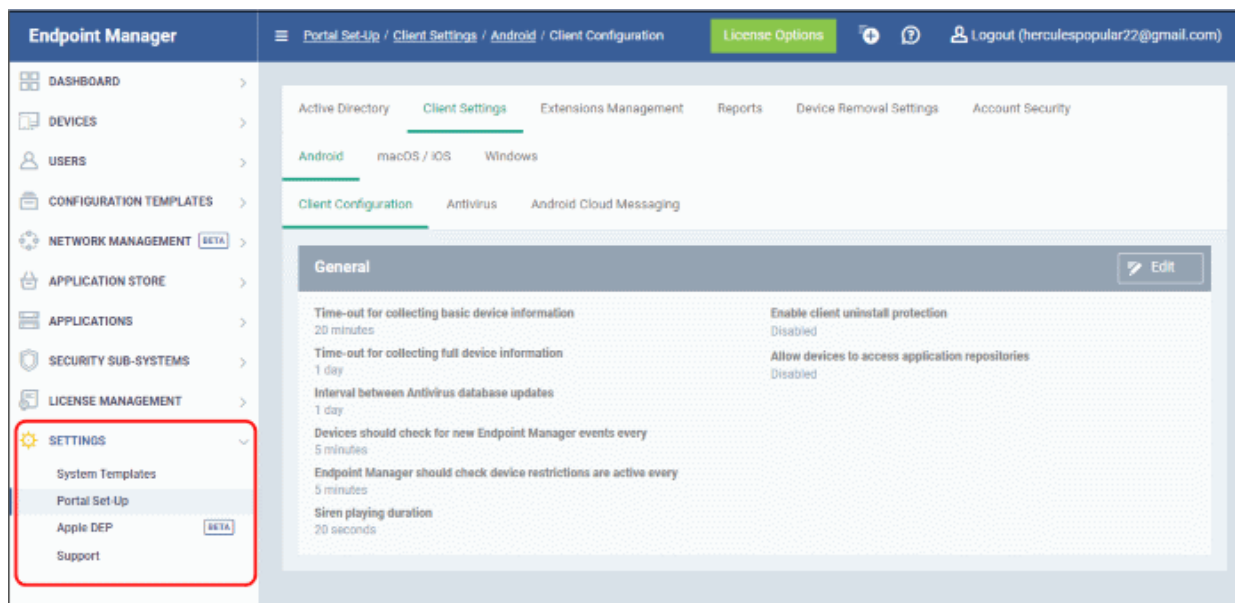 Endpoint Manager
Portal Set-Up / Client Settings / Android / Client Configuration
License Options
Logout (herculespopular22@gmail.com)
DASHBOARD
DEVICES
USERS
CONFIGURATION TEMPLATES
NETWORK MANAGEMENT BETA
APPLICATION STORE
APPLICATIONS
SECURITY SUB-SYSTEMS
LICENSE MANAGEMENT
SETTINGS
System Templates
Portal Set-Up
Apple DEP BETA
Support
Active Directory Client Settings Extensions Management Reports Device Removal Settings Account Security
Android macOS / iOS Windows
Client Configuration Antivirus Android Cloud Messaging
General
Edit
Time-out for collecting basic device information
20 minutes
Time-out for collecting full device information
1 day
Interval between Antivirus database updates
1 day
Devices should check for new Endpoint Manager events every
5 minutes
Endpoint Manager should check device restrictions are active every
5 minutes
Siren playing duration
20 seconds
Enable client uninstall protection
Disabled
Allow devices to access application repositories
Disabled